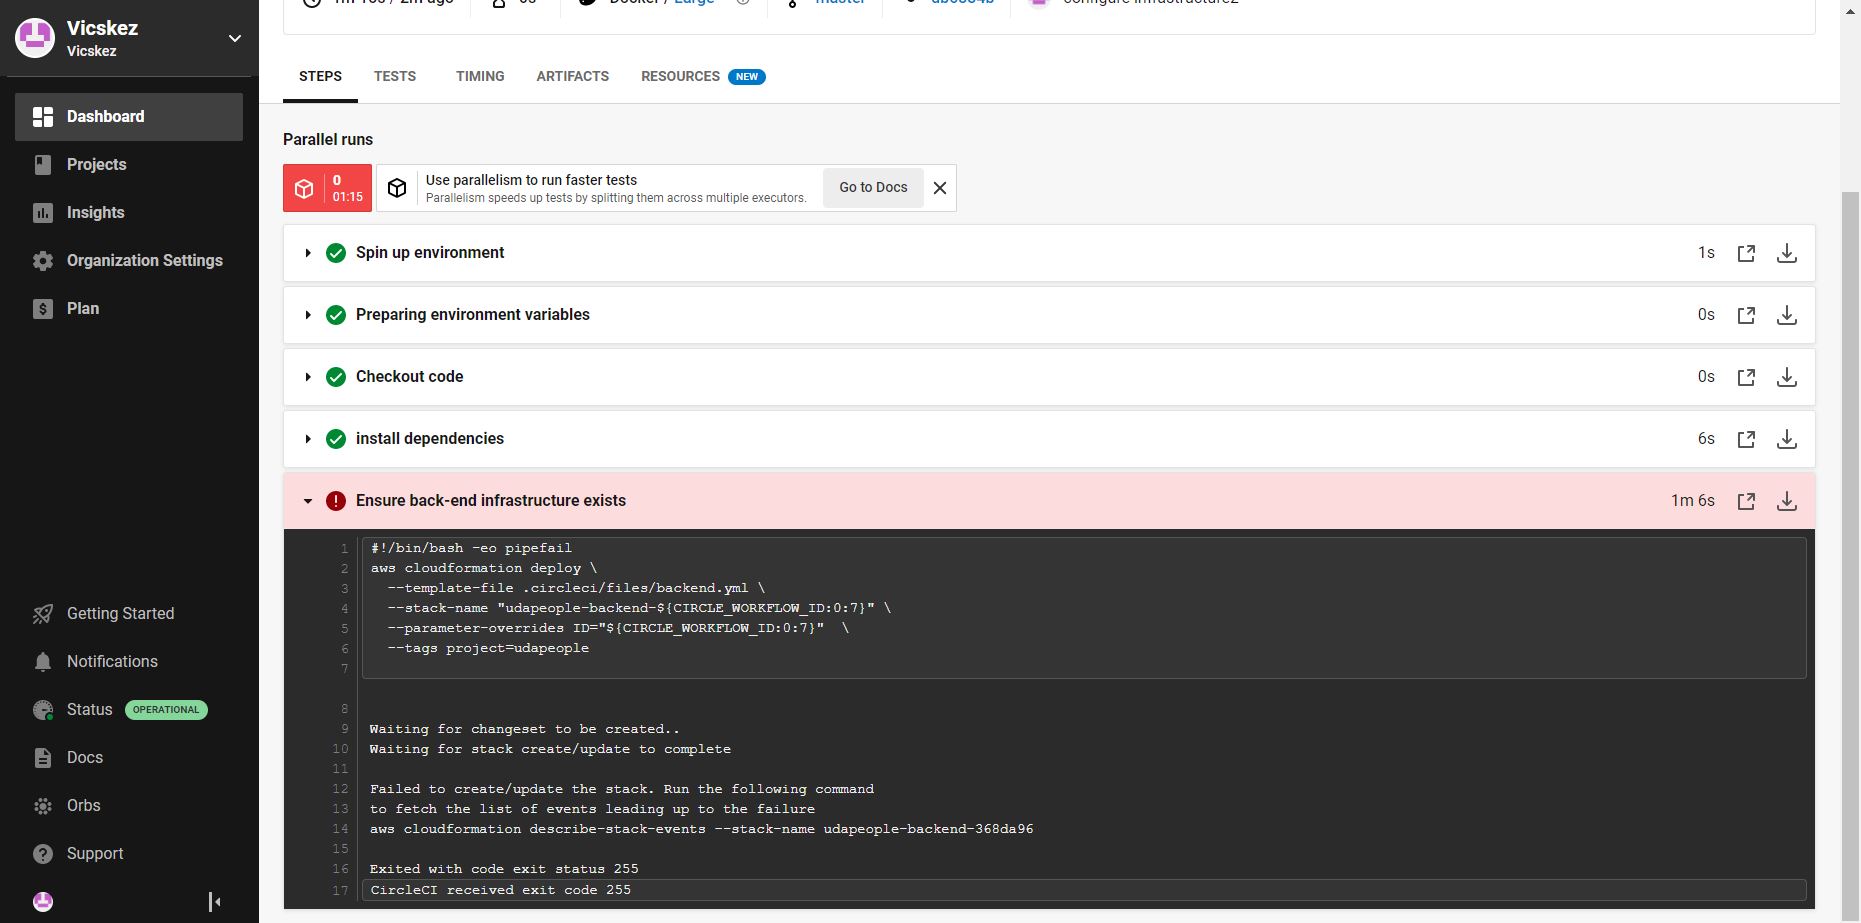 Vicskez
Vicskez
Dashboard
Projects
Insights
Organization Settings
Plan
Getting Started
Notifications
Status OPERATIONAL
Docs
Orbs
Support
STEPS TESTS TIMING ARTIFACTS RESOURCES NEW
Parallel runs
0
01:15
Use parallelism to run faster tests
Parallelism speeds up tests by splitting them across multiple executors.
Go to Docs
Spin up environment 1s
Preparing environment variables 0s
Checkout code 0s
install dependencies 6s
Ensure back-end infrastructure exists 1m 6s
1 #!/bin/bash -eo pipefail
2 aws cloudformation deploy \
3 --template-file .circleci/files/backend.yml \
4 --stack-name "udapeople-backend-${CIRCLE_WORKFLOW_ID:0:7}" \
5 --parameter-overrides ID="${CIRCLE_WORKFLOW_ID:0:7}" \
6 --tags project=udapeople
7
8
9 Waiting for changeset to be created..
10 Waiting for stack create/update to complete
11
12 Failed to create/update the stack. Run the following command
13 to fetch the list of events leading up to the failure
14 aws cloudformation describe-stack-events --stack-name udapeople-backend-368da96
15
16 Exited with code exit status 255
17 CircleCI received exit code 255